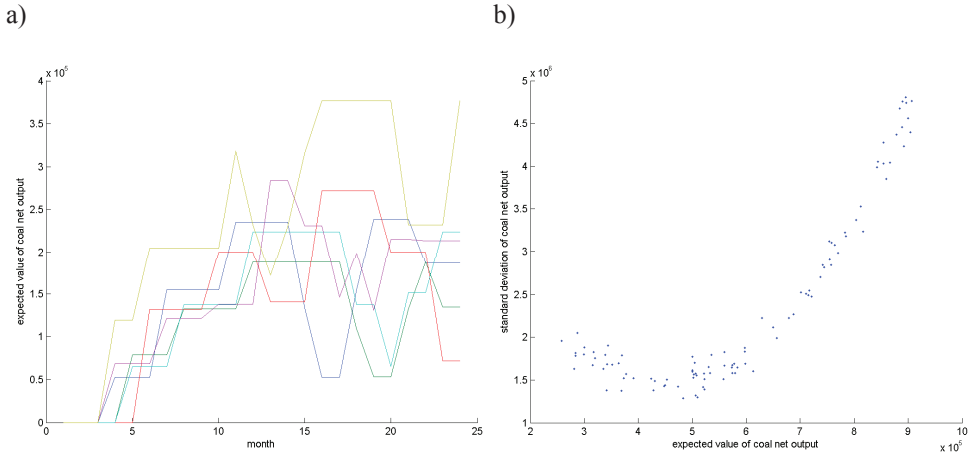 a)
x 10^5
4
3.5
3
2.5
2
1.5
1
0.5
0
0 5 10 15 20 25
expected value of coal net output
month
b)
x 10^6
5
4.5
4
3.5
3
2.5
2
1.5
1
2 3 4 5 6 7 8 9 10
standard deviation of coal net output
expected value of coal net output
x 10^5